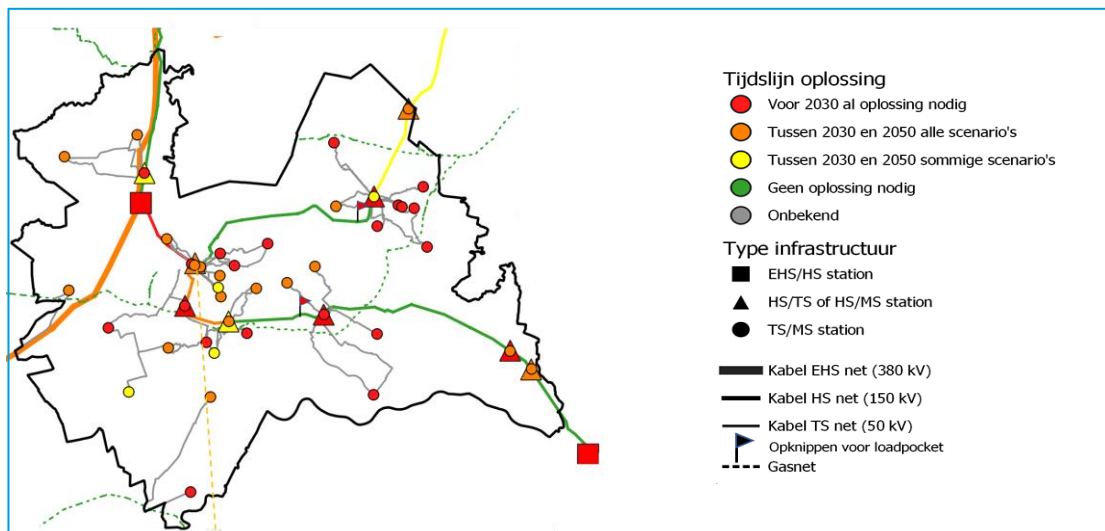 Tijdslijn oplossing
Voor 2030 al oplossing nodig
Tussen 2030 en 2050 alle scenario's
Tussen 2030 en 2050 sommige scenario's
Geen oplossing nodig
Onbekend
Type infrastructuur
EHS/HS station
HS/TS of HS/MS station
TS/MS station
Kabel EHS net (380 kV)
Kabel HS net (150 kV)
Kabel TS net (50 kV)
Opknippen voor loadpocket
Gasnet